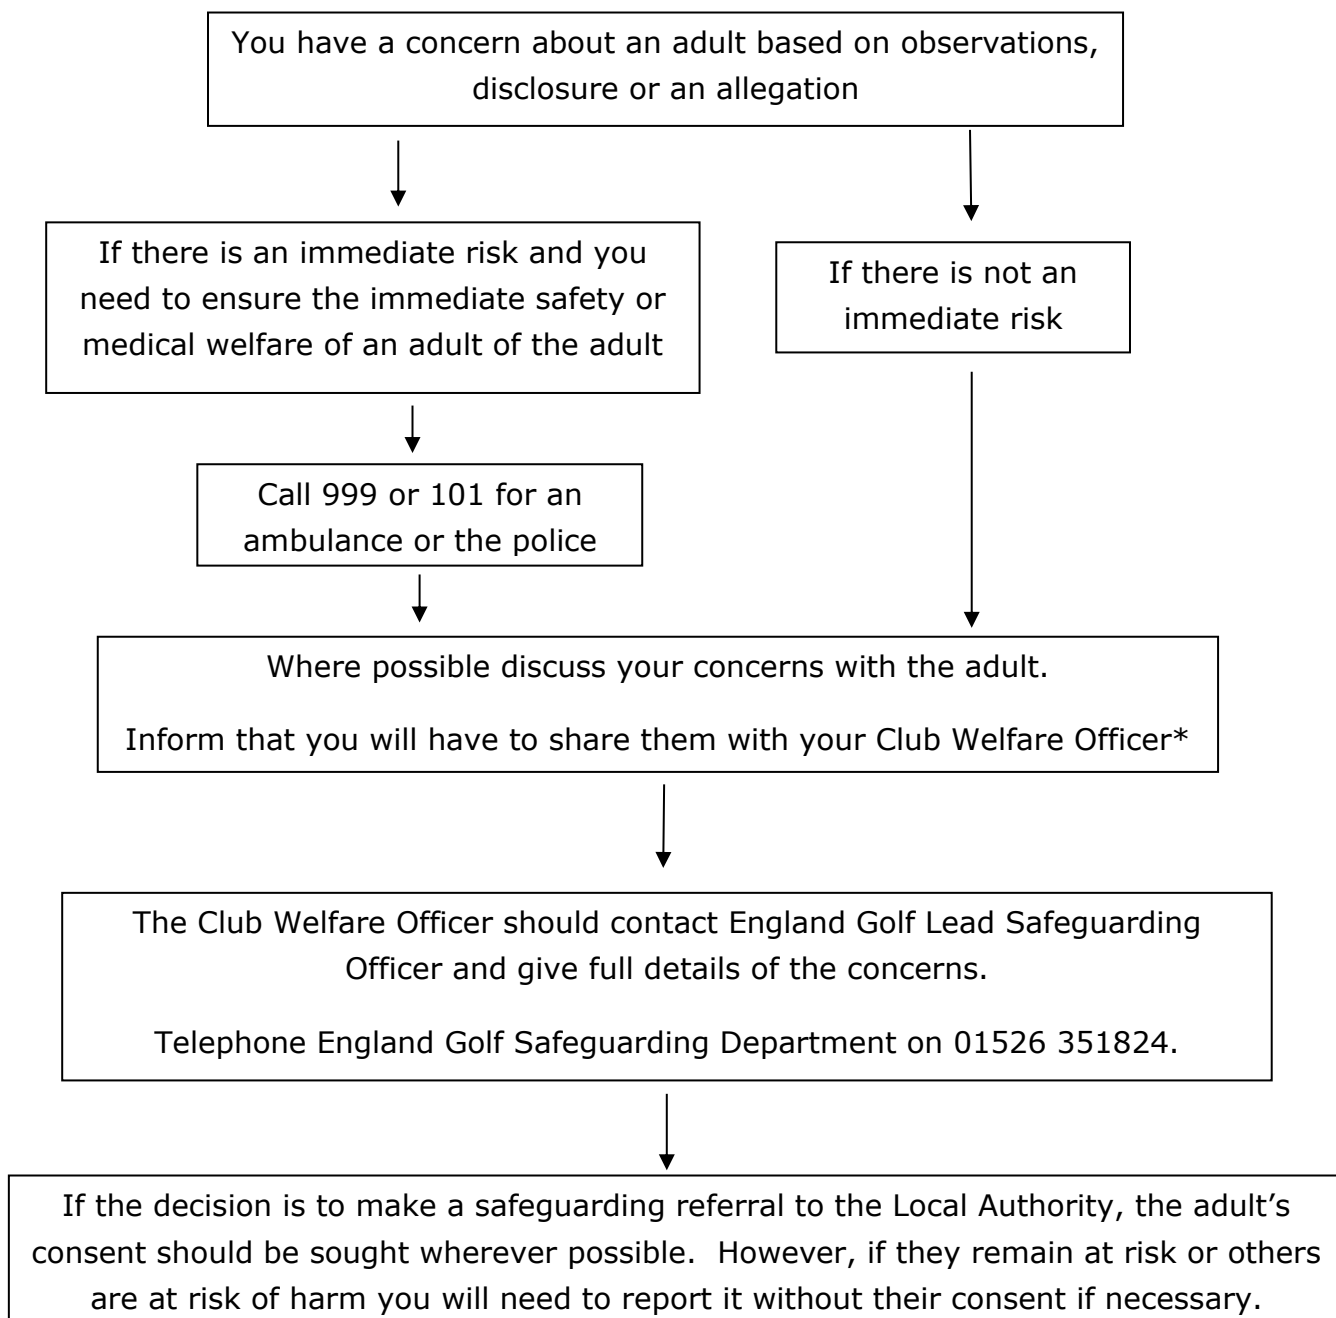 You have a concern about an adult based on observations,
disclosure or an allegation
If there is an immediate risk and you
need to ensure the immediate safety or
medical welfare of an adult of the adult
If there is not an
immediate risk
Call 999 or 101 for an
ambulance or the police
Where possible discuss your concerns with the adult.
Inform that you will have to share them with your Club Welfare Officer*
The Club Welfare Officer should contact England Golf Lead Safeguarding
Officer and give full details of the concerns.
Telephone England Golf Safeguarding Department on 01526 351824.
If the decision is to make a safeguarding referral to the Local Authority, the adult’s
consent should be sought wherever possible.  However, if they remain at risk or others
are at risk of harm you will need to report it without their consent if necessary.